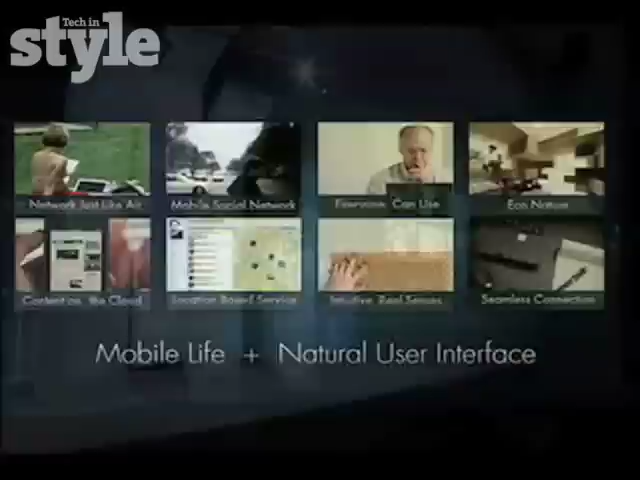 Tech in
style
Network Just Like Air
Mobile Social Network
Everyone Can Use
Eco Nature
Content on the Cloud
Location Based Service
Intuitive Real Senses
Seamless Connection
Mobile Life + Natural User Interface